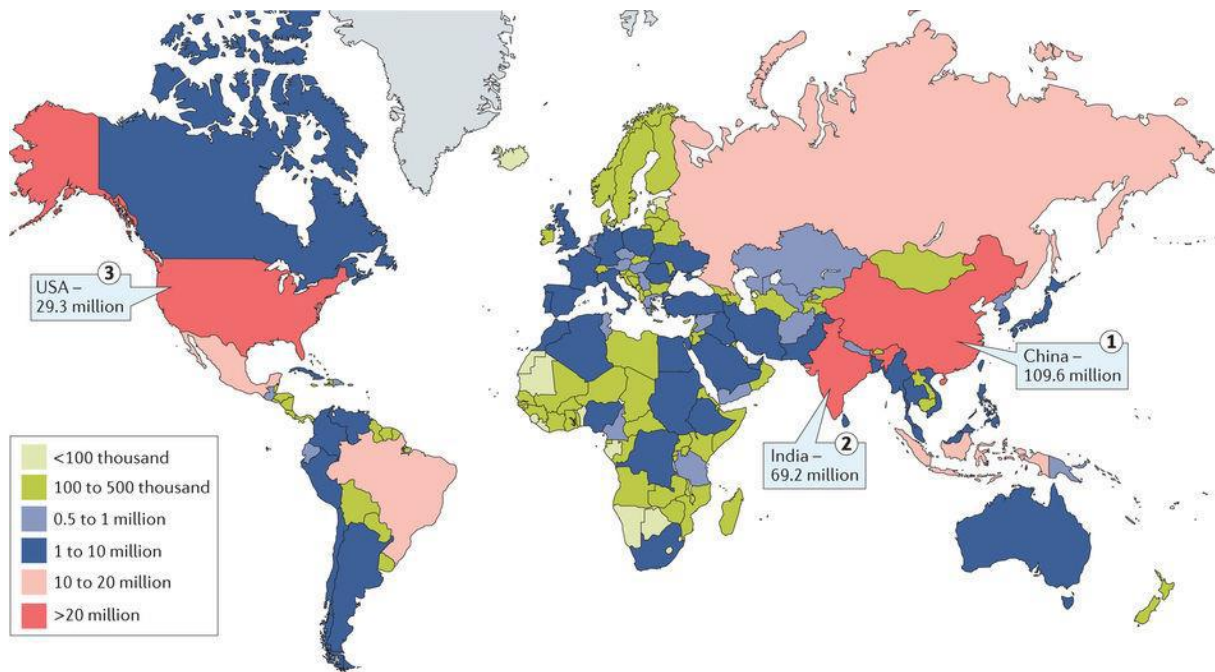 3
USA –
29.3 million
1
China –
109.6 million
2
India –
69.2 million
<100 thousand
100 to 500 thousand
0.5 to 1 million
1 to 10 million
10 to 20 million
>20 million